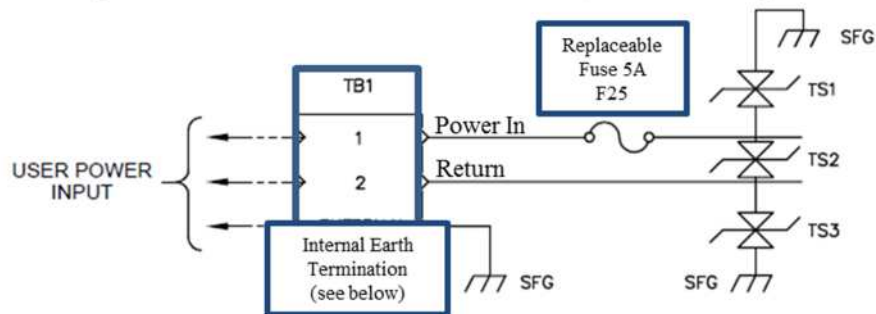 SFG
Replaceable
Fuse 5A
F25
TB1
TS1
Power In
1
TS2
USER POWER
INPUT
Return
2
TS3
Internal Earth
Termination
(see below)
SFG
SFG